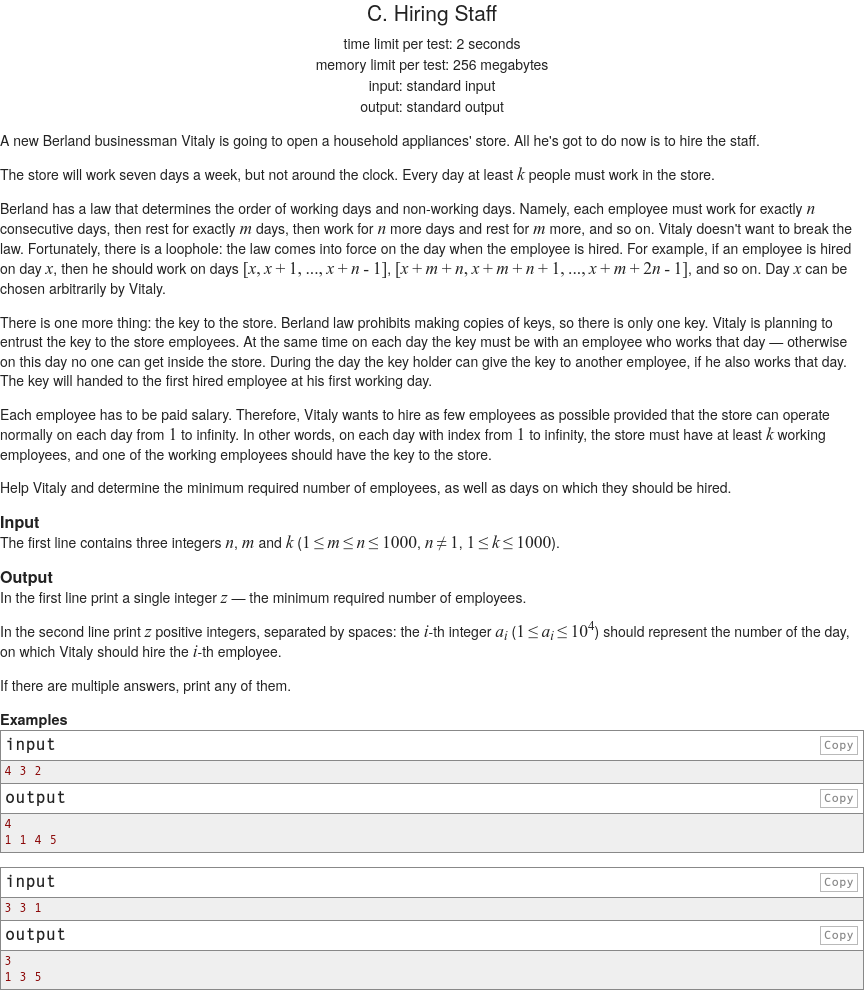 C. Hiring Staff
time limit per test: 2 seconds
memory limit per test: 256 megabytes
input: standard input
output: standard output
A new Berland businessman Vitaly is going to open a household appliances' store. All he's got to do now is to hire the staff.
The store will work seven days a week, but not around the clock. Every day at least k people must work in the store.
Berland has a law that determines the order of working days and non-working days. Namely, each employee must work for exactly n
consecutive days, then rest for exactly m days, then work for n more days and rest for m more, and so on. Vitaly doesn't want to break the
law. Fortunately, there is a loophole: the law comes into force on the day when the employee is hired. For example, if an employee is hired
on day x, then he should work on days [x, x + 1, ..., x + n - 1], [x + m + n, x + m + n + 1, ..., x + m + 2n - 1], and so on. Day x can be
chosen arbitrarily by Vitaly.
There is one more thing: the key to the store. Berland law prohibits making copies of keys, so there is only one key. Vitaly is planning to
entrust the key to the store employees. At the same time on each day the key must be with an employee who works that day — otherwise
on this day no one can get inside the store. During the day the key holder can give the key to another employee, if he also works that day.
The key will handed to the first hired employee at his first working day.
Each employee has to be paid salary. Therefore, Vitaly wants to hire as few employees as possible provided that the store can operate
normally on each day from 1 to infinity. In other words, on each day with index from 1 to infinity, the store must have at least k working
employees, and one of the working employees should have the key to the store.
Help Vitaly and determine the minimum required number of employees, as well as days on which they should be hired.
Input
The first line contains three integers n, m and k (1 ≤ m ≤ n ≤ 1000, n ≠ 1, 1 ≤ k ≤ 1000).
Output
In the first line print a single integer z — the minimum required number of employees.
In the second line print z positive integers, separated by spaces: the i-th integer a_i (1 ≤ a_i ≤ 10^4) should represent the number of the day,
on which Vitaly should hire the i-th employee.
If there are multiple answers, print any of them.
Examples
input Copy
4 3 2
output Copy
4
1 1 4 5
input Copy
3 3 1
output Copy
3
1 3 5